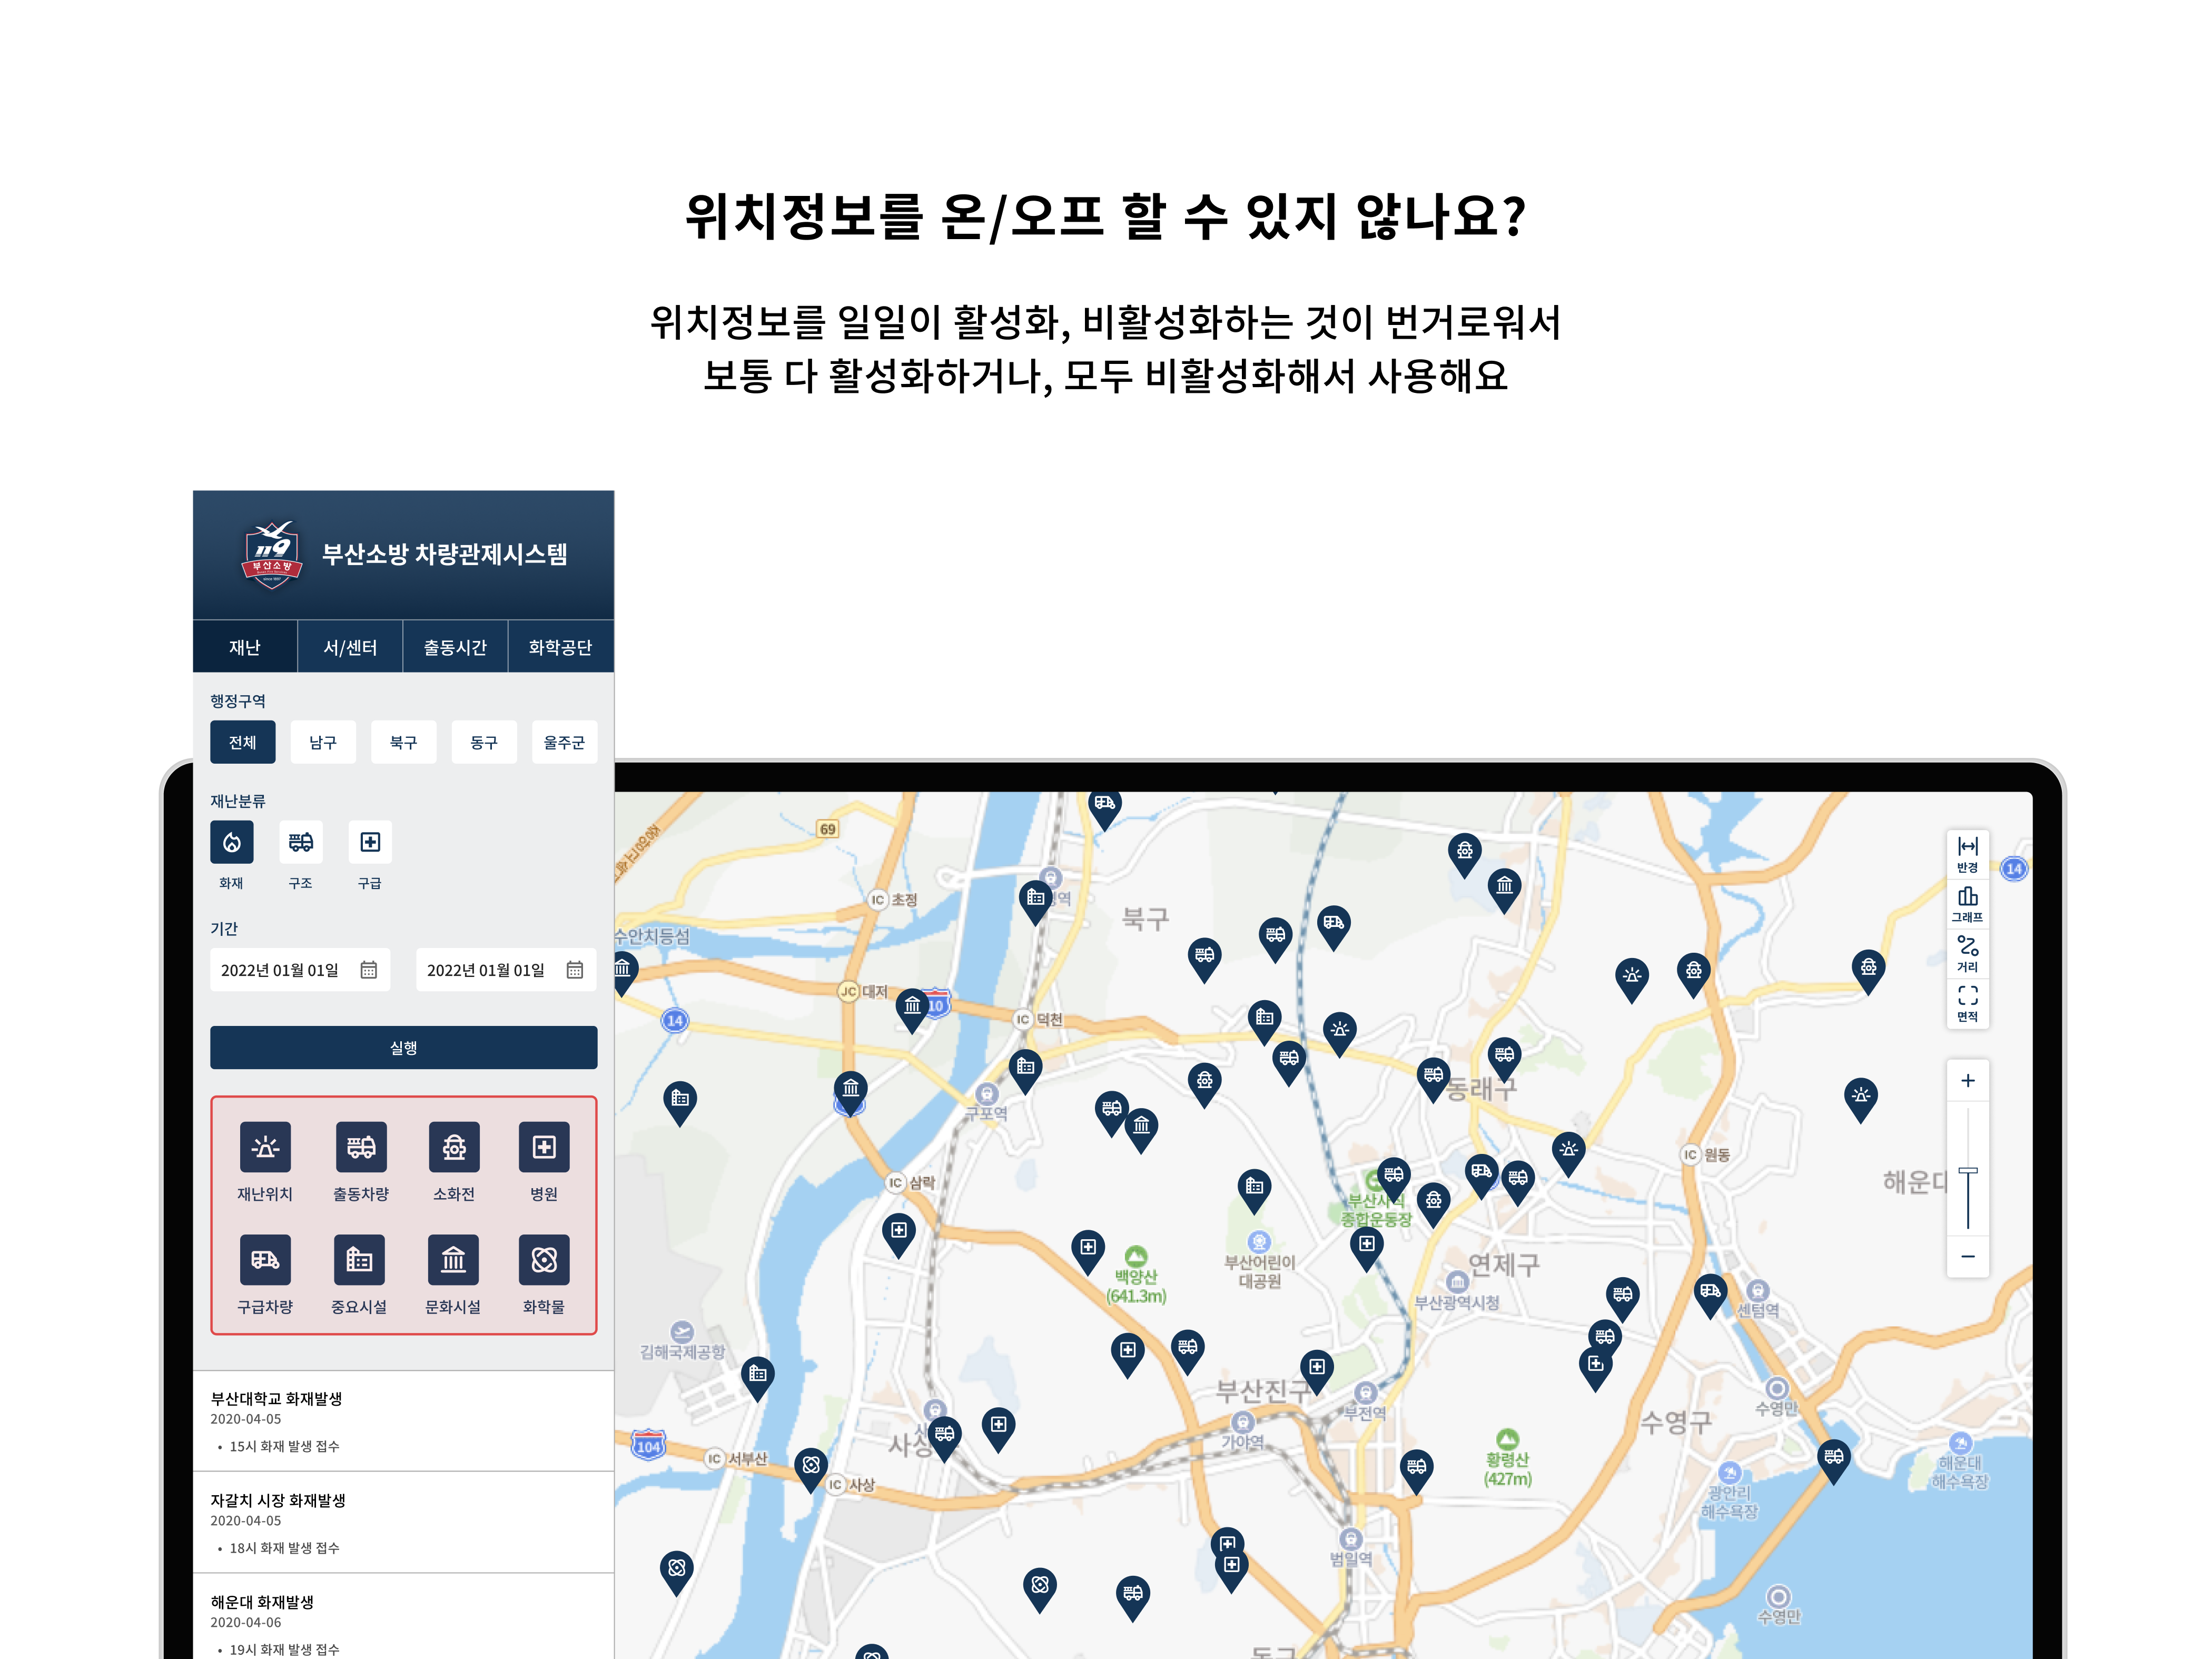 위치정보를 온/오프 할 수 있지 않나요?
위치정보를 일일이 활성화, 비활성화하는 것이 번거로워서
보통 다 활성화하거나, 모두 비활성화해서 사용해요
119
부산소방
부산소방 차량관제시스템
재난
서/센터
출동시간
화학공단
행정구역
전체
남구
북구
동구
울주군
재난분류
화재
구조
구급
기간
2022년 01월 01일
2022년 01월 01일
실행
재난위치
출동차량
소화전
병원
구급차량
중요시설
문화시설
화학물
부산대학교 화재발생
2020-04-05
• 15시 화재 발생 접수
자갈치 시장 화재발생
2020-04-05
• 18시 화재 발생 접수
해운대 화재발생
2020-04-06
• 19시 화재 발생 접수
69
IC 초정
북구
수안치등섬
JC 대저
10
14
IC 덕천
구포역
동래구
IC 원동
해운대
IC 삼락
종합운동장
백양산
(641.3m)
부산어린이
대공원
연제구
부산광역시청
센텀역
김해국제공항
부산진구
부전역
가야역
수영구
수영만
사상
104
IC 서부산
IC 사상
황령산
(427m)
광안리
해수욕장
해운대
해수욕장
범일역
수영만
동구
반경
그래프
거리
면적
14
+
−